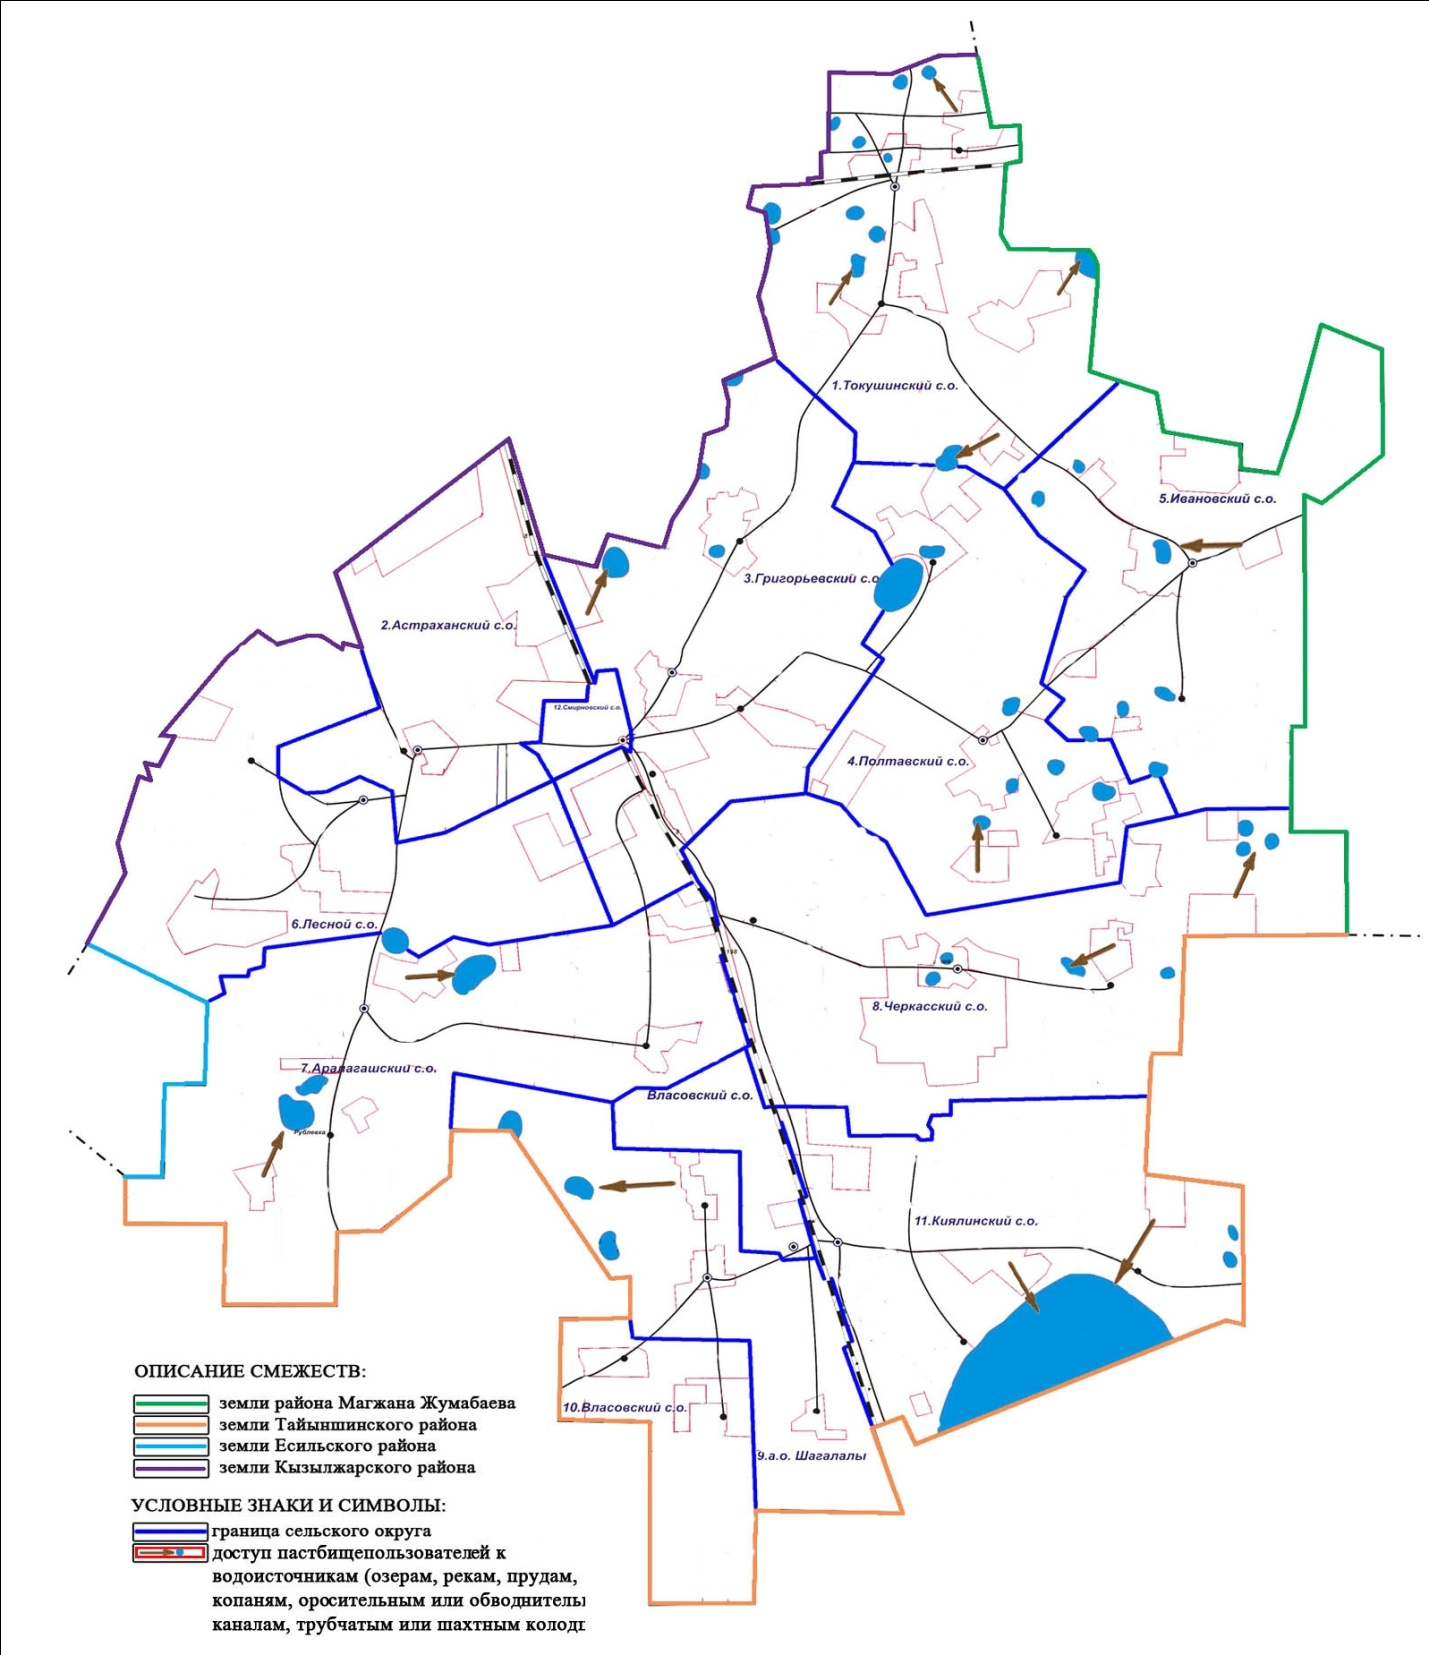 1.Токушинский с.о.
5.Ивановский с.о.
3.Григорьевский с.о
2.Астраханский с.о.
12.Смирновский с.о.
4.Полтавский с.о.
6.Лесной с.о.
8.Черкасский с.о.
7.Аралагашский с.о.
Власовский с.о.
Рублевка
11.Киялинский с.о.
10.Власовский с.о.
9.а.о. Шагалалы
ОПИСАНИЕ СМЕЖЕСТВ:
земли района Магжана Жумабаева
земли Тайыншинского района
земли Есильского района
земли Кызылжарского района
УСЛОВНЫЕ ЗНАКИ И СИМВОЛЫ:
граница сельского округа
доступ пастбищепользователей к
водоисточникам (озерам, рекам, прудам,
копаням, оросительным или обводнителы
каналам, трубчатым или шахтным колодц